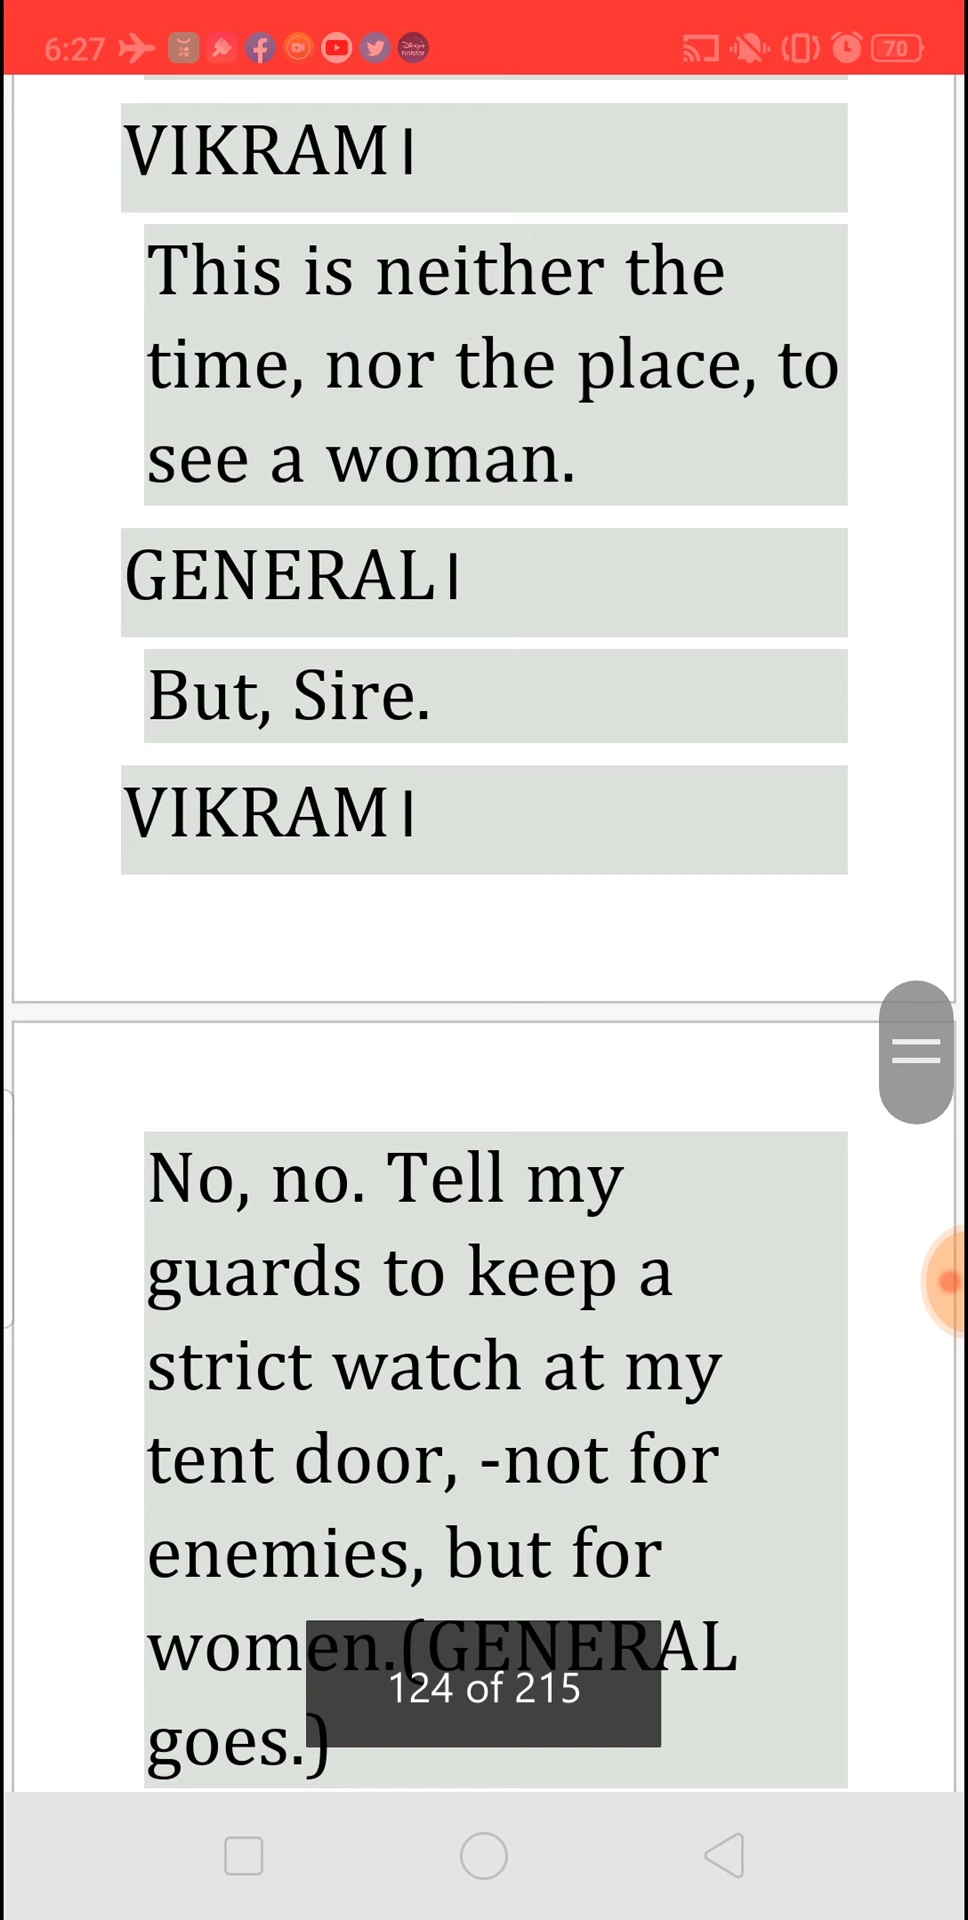 6:27
70
VIKRAM।
This is neither the
time, nor the place, to
see a woman.
GENERAL।
But, Sire.
VIKRAM।
No, no. Tell my
guards to keep a
strict watch at my
tent door, -not for
enemies, but for
women.(GENERAL
124 of 215
goes.)